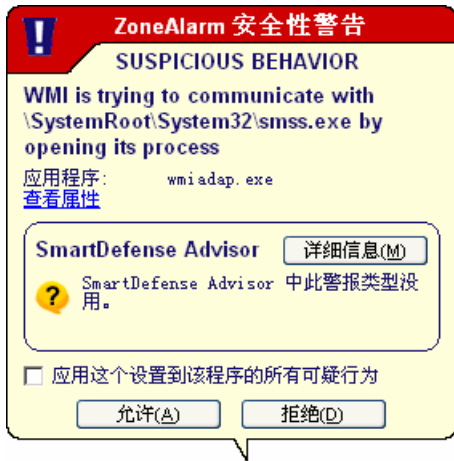 ZoneAlarm 安全性警告
SUSPICIOUS BEHAVIOR
WMI is trying to communicate with
\SystemRoot\System32\smss.exe by
opening its process
应用程序: wmiadap.exe
查看属性
SmartDefense Advisor 详细信息(M)
SmartDefense Advisor 中此警报类型没
用。
应用这个设置到该程序的所有可疑行为
允许(A) 拒绝(D)